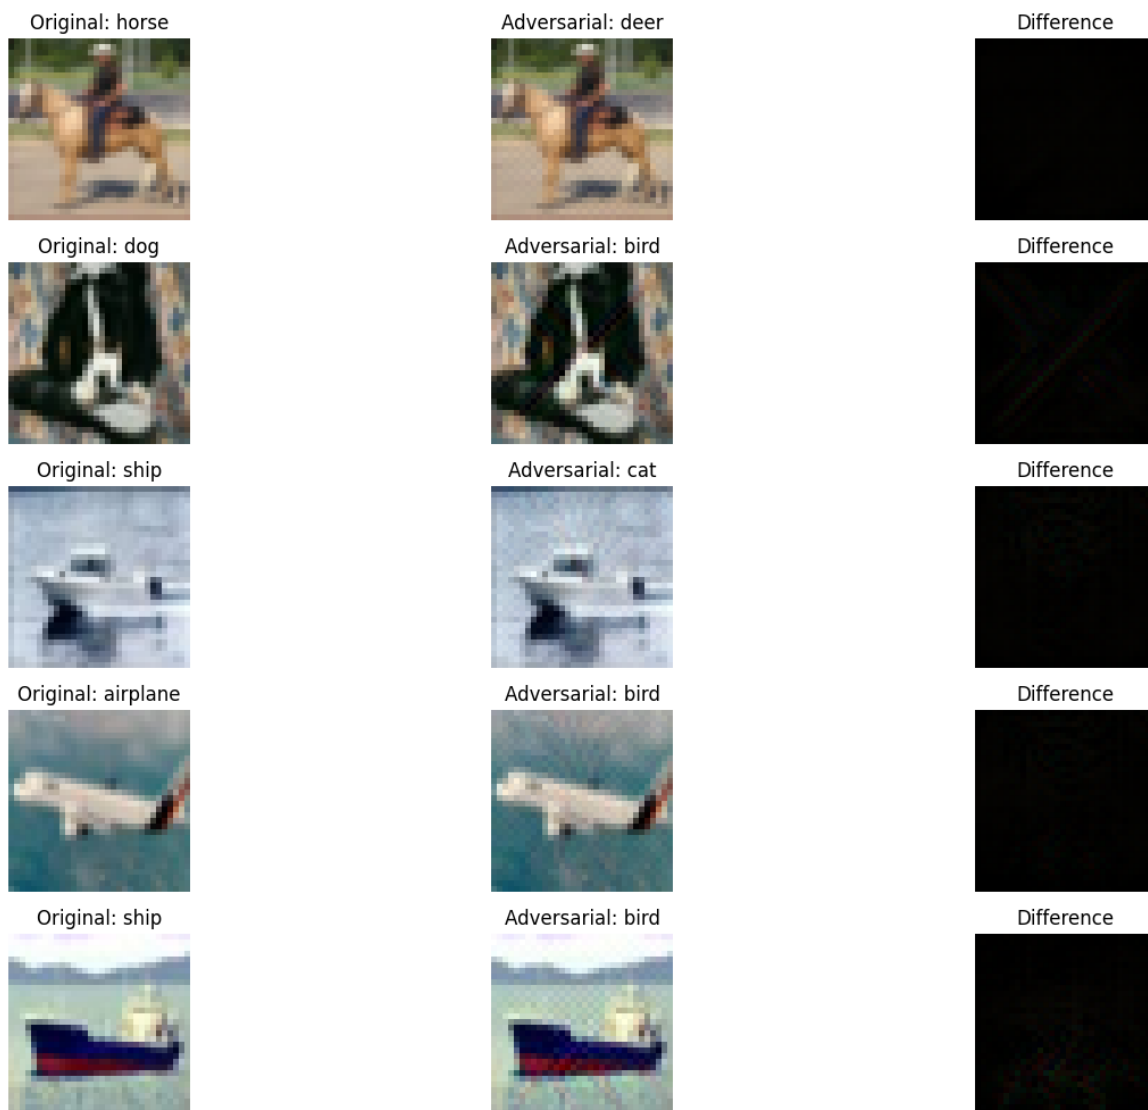 Original: horse
Adversarial: deer
Difference
Original: dog
Adversarial: bird
Difference
Original: ship
Adversarial: cat
Difference
Original: airplane
Adversarial: bird
Difference
Original: ship
Adversarial: bird
Difference